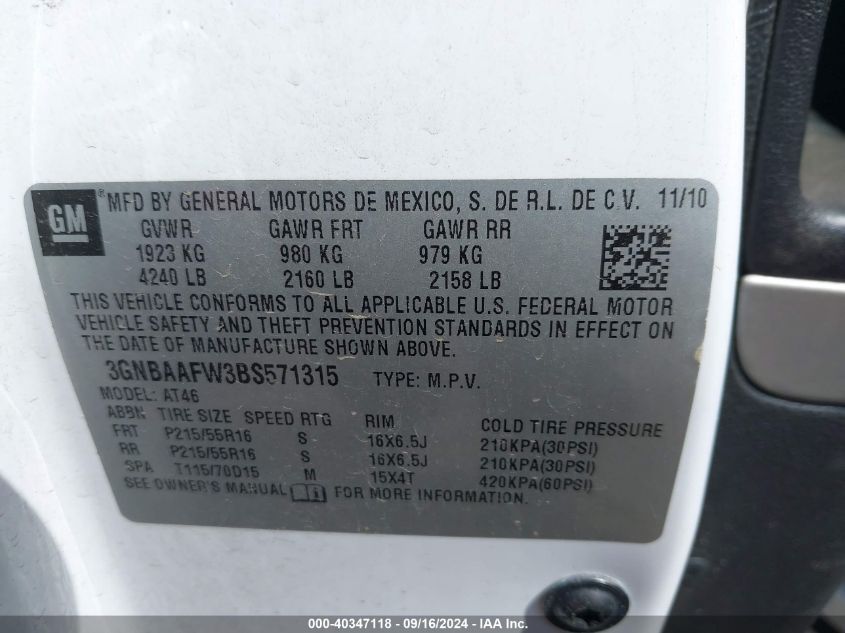 GM ® MFD BY GENERAL MOTORS DE MEXICO, S. DE R.L. DE C.V. 11/10
GVWR GAWR FRT GAWR RR
1923 KG 980 KG 979 KG
4240 LB 2160 LB 2158 LB
THIS VEHICLE CONFORMS TO ALL APPLICABLE U.S. FEDERAL MOTOR
VEHICLE SAFETY AND THEFT PREVENTION STANDARDS IN EFFECT ON
THE DATE OF MANUFACTURE SHOWN ABOVE.
3GNBAAFW3BS571315 TYPE: M.P.V.
MODEL: AT46
ABBN TIRE SIZE SPEED RTG RIM COLD TIRE PRESSURE
FRT P215/55R16 S 16X6.5J 210KPA(30PSI)
RR P215/55R16 S 16X6.5J 210KPA(30PSI)
SPA T115/70D15 M 15X4T 420KPA(60PSI)
SEE OWNER'S MANUAL FOR MORE INFORMATION.
000-40347118 - 09/16/2024 - IAA Inc.